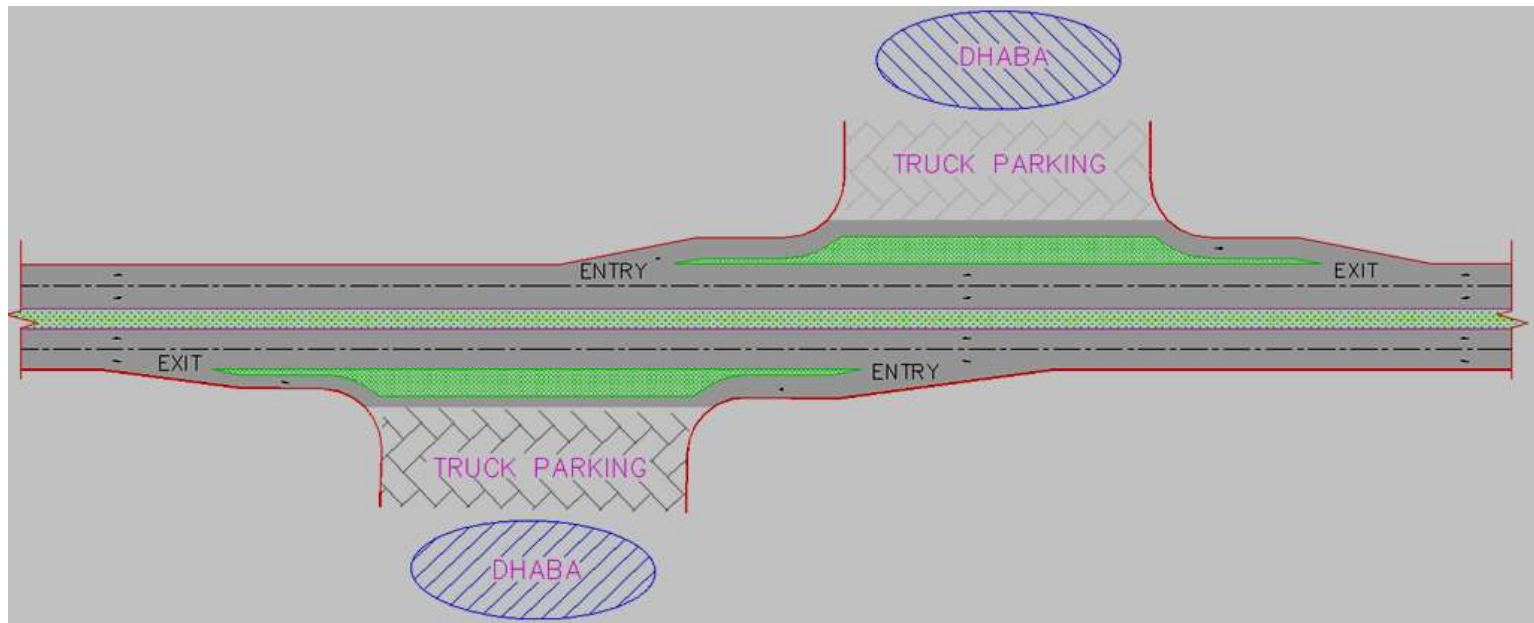 DHABA
TRUCK PARKING
ENTRY
EXIT
EXIT
ENTRY
TRUCK PARKING
DHABA